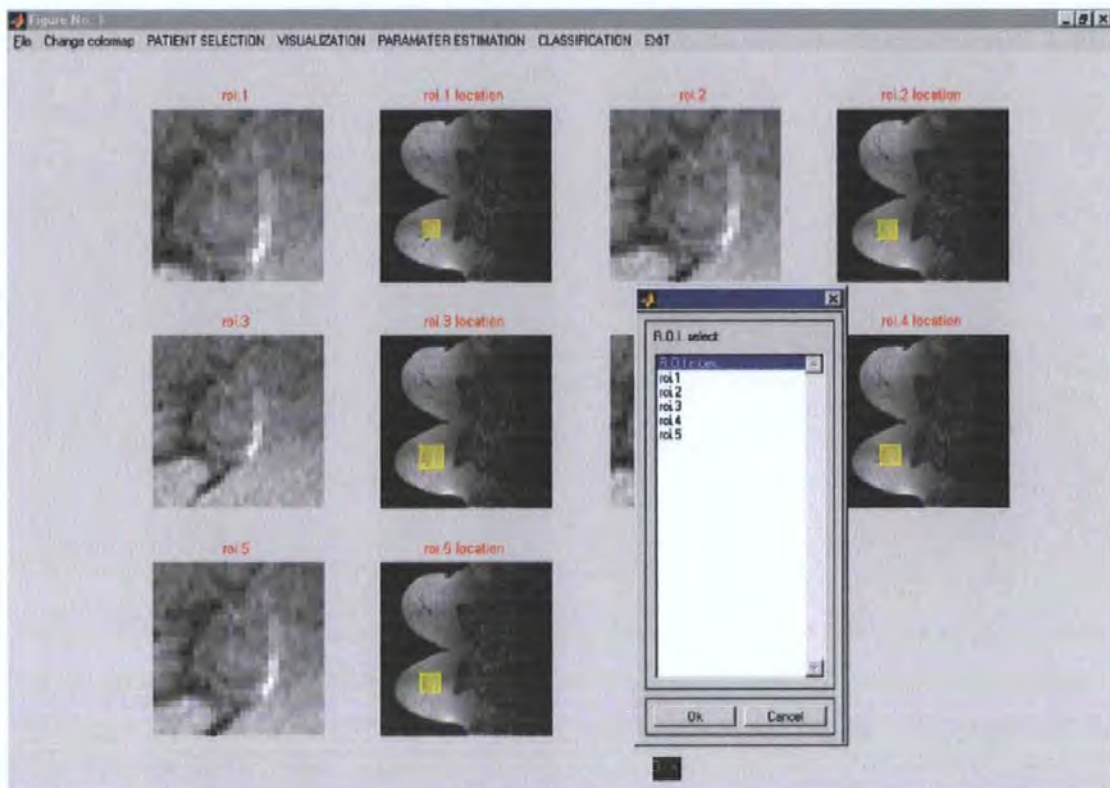 Figure No. 1
File Change colormap PATIENT SELECTION VISUALIZATION PARAMATER ESTIMATION CLASSIFICATION EXIT
roi.1
roi.1 location
roi.2
roi.2 location
roi.3
roi.3 location
roi.4 location
roi.5
roi.5 location
R.O.I. select
roi.1
roi.2
roi.3
roi.4
roi.5
Ok
Cancel